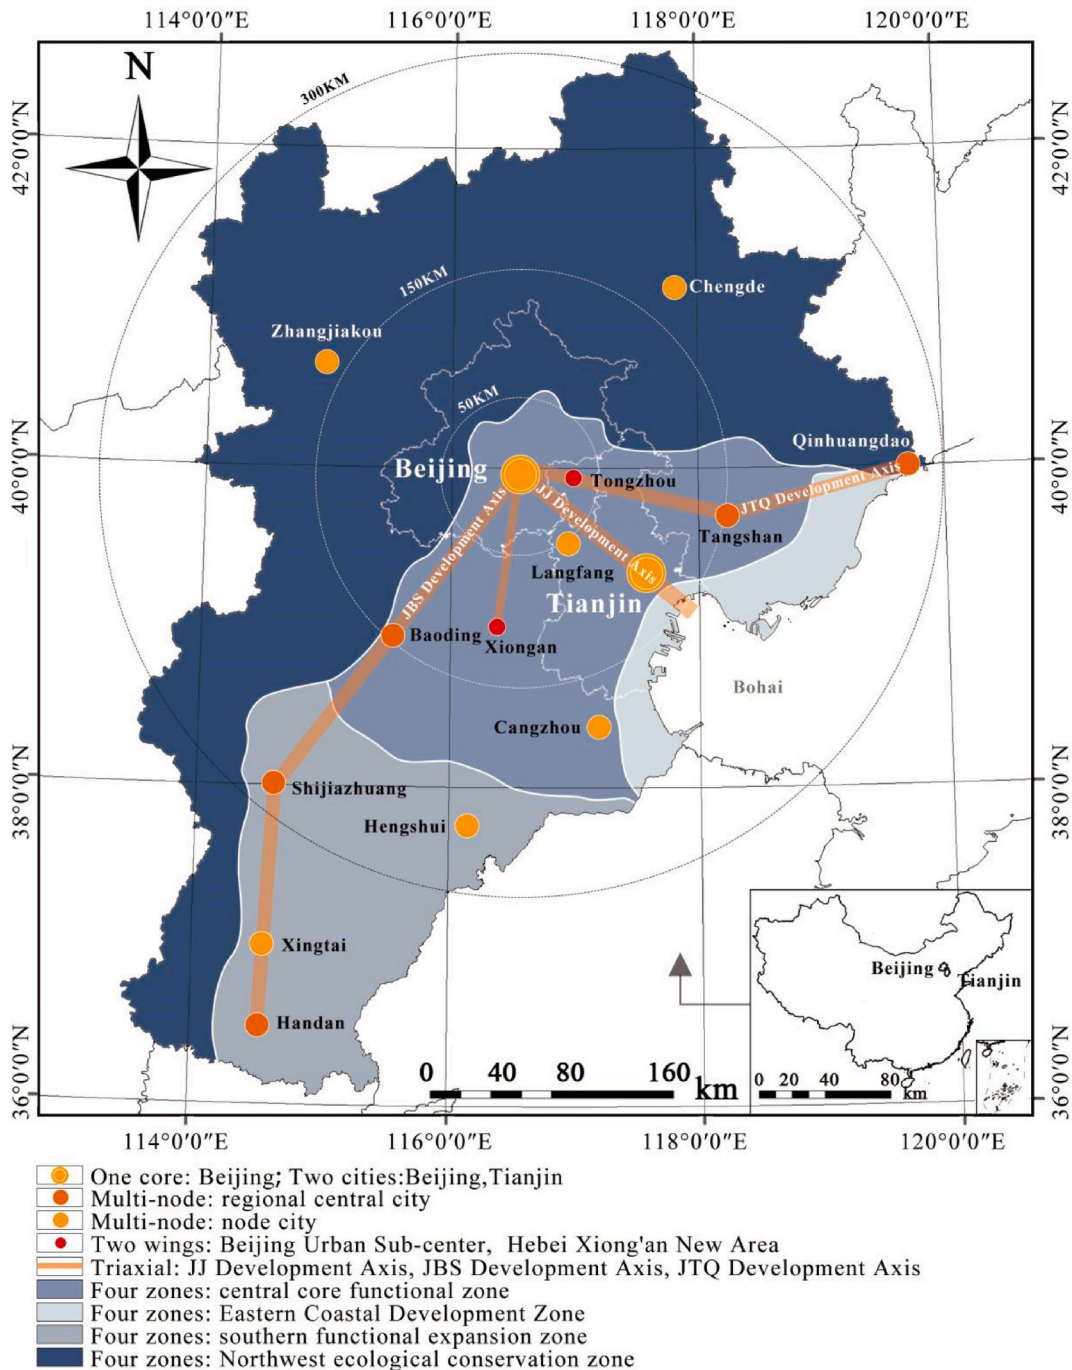 114°0'0"E 116°0'0"E 118°0'0"E 120°0'0"E
N
300KM
42°0'0"N
42°0'0"N
150KM
Chengde
Zhangjiakou
50KM
Qinhuangdao
40°0'0"N
40°0'0"N
Beijing
Tongzhou
JTQ Development Axis
JJ Development Axis
JBS Development Axis
Tangshan
Langfang
Tianjin
Baoding
Xiongan
Bohai
Cangzhou
38°0'0"N
38°0'0"N
Shijiazhuang
Hengshui
Xingtai
Handan
Beijing
Tianjin
36°0'0"N
36°0'0"N
0 40 80 160 km
0 20 40 80
km
114°0'0"E 116°0'0"E 118°0'0"E 120°0'0"E
One core: Beijing; Two cities:Beijing,Tianjin
Multi-node: regional central city
Multi-node: node city
Two wings: Beijing Urban Sub-center, Hebei Xiong'an New Area
Triaxial: JJ Development Axis, JBS Development Axis, JTQ Development Axis
Four zones: central core functional zone
Four zones: Eastern Coastal Development Zone
Four zones: southern functional expansion zone
Four zones: Northwest ecological conservation zone